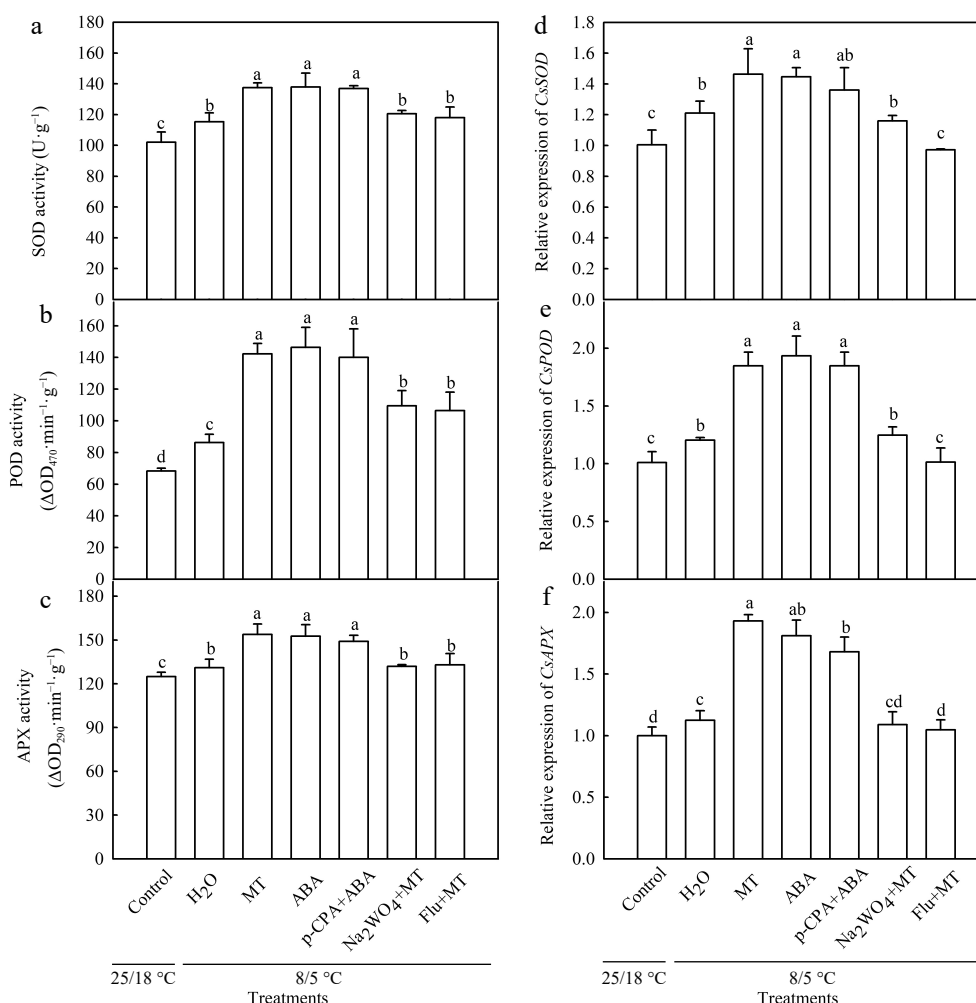 a
SOD activity (U·g⁻¹)
180
160
140
120
100
80
60
40
20
0
c
b
a
a
a
b
b
b
POD activity
(ΔOD₄₇₀·min⁻¹·g⁻¹)
160
140
120
100
80
60
40
20
0
d
c
a
a
a
b
b
c
APX activity
(ΔOD₂₉₀·min⁻¹·g⁻¹)
180
150
120
90
60
30
0
c
b
a
a
a
b
b
Control
H₂O
MT
ABA
p-CPA+ABA
Na₂WO₄+MT
Flu+MT
25/18 °C
8/5 °C
Treatments
d
Relative expression of CsSOD
1.8
1.6
1.4
1.2
1.0
0.8
0.6
0.4
0.2
0
c
b
a
a
ab
b
c
e
Relative expression of CsPOD
2.0
1.5
1.0
0.5
0
c
b
a
a
a
b
c
f
Relative expression of CsAPX
2.0
1.5
1.0
0.5
0.0
d
c
a
ab
b
cd
d
Control
H₂O
MT
ABA
p-CPA+ABA
Na₂WO₄+MT
Flu+MT
25/18 °C
8/5 °C
Treatments